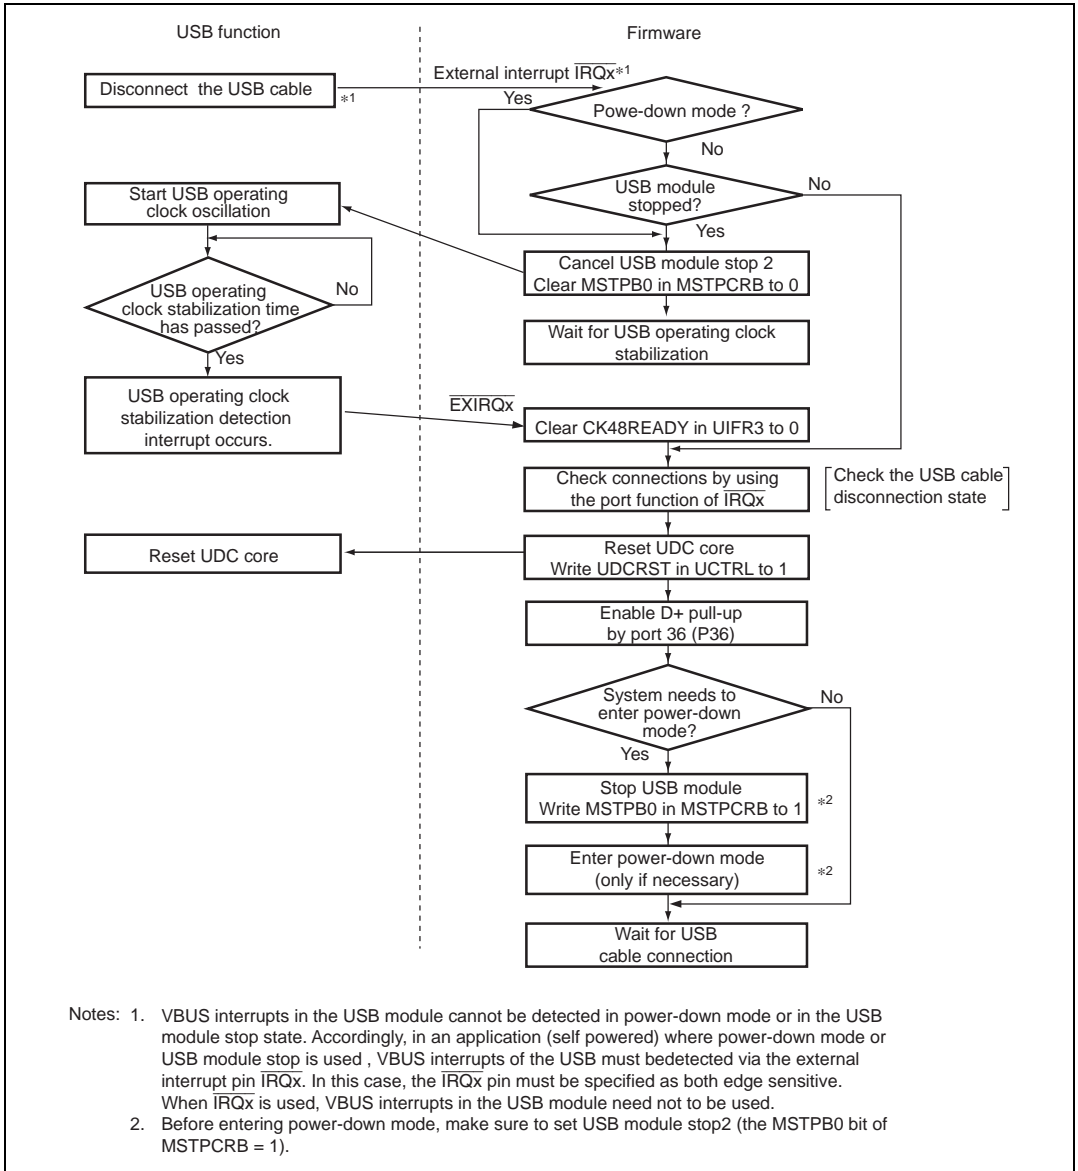 USB function
Firmware
External interrupt IRQx*1
Disconnect the USB cable
*1
Yes
Powe-down mode ?
No
Start USB operating
clock oscillation
USB module
stopped?
No
Yes
Cancel USB module stop 2
Clear MSTPB0 in MSTPCRB to 0
USB operating
clock stabilization time
has passed?
No
Wait for USB operating clock
stabilization
Yes
USB operating clock
stabilization detection
interrupt occurs.
EXIRQx
Clear CK48READY in UIFR3 to 0
Check connections by using
the port function of IRQx
Check the USB cable
disconnection state
Reset UDC core
Reset UDC core
Write UDCRST in UCTRL to 1
Enable D+ pull-up
by port 36 (P36)
System needs to
enter power-down
mode?
No
Yes
Stop USB module
Write MSTPB0 in MSTPCRB to 1
*2
Enter power-down mode
(only if necessary)
*2
Wait for USB
cable connection
Notes: 1. VBUS interrupts in the USB module cannot be detected in power-down mode or in the USB
module stop state. Accordingly, in an application (self powered) where power-down mode or
USB module stop is used , VBUS interrupts of the USB must bedetected via the external
interrupt pin IRQx. In this case, the IRQx pin must be specified as both edge sensitive.
When IRQx is used, VBUS interrupts in the USB module need not to be used.
2. Before entering power-down mode, make sure to set USB module stop2 (the MSTPB0 bit of
MSTPCRB = 1).